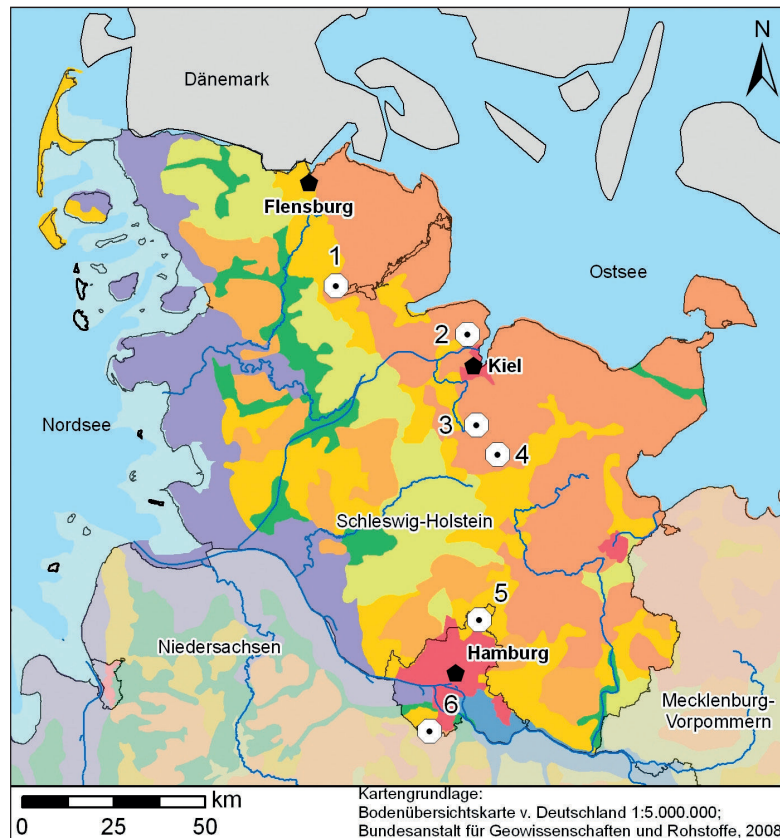 N
Dänemark
Flensburg
1
Ostsee
2
Kiel
Nordsee
3
4
Schleswig-Holstein
5
Niedersachsen
Hamburg
6
Mecklenburg-
Vorpommern
km
0 25 50
Kartengrundlage:
Bodenübersichtskarte v. Deutschland 1:5.000.000;
Bundesanstalt für Geowissenschaften und Rohstoffe, 2008